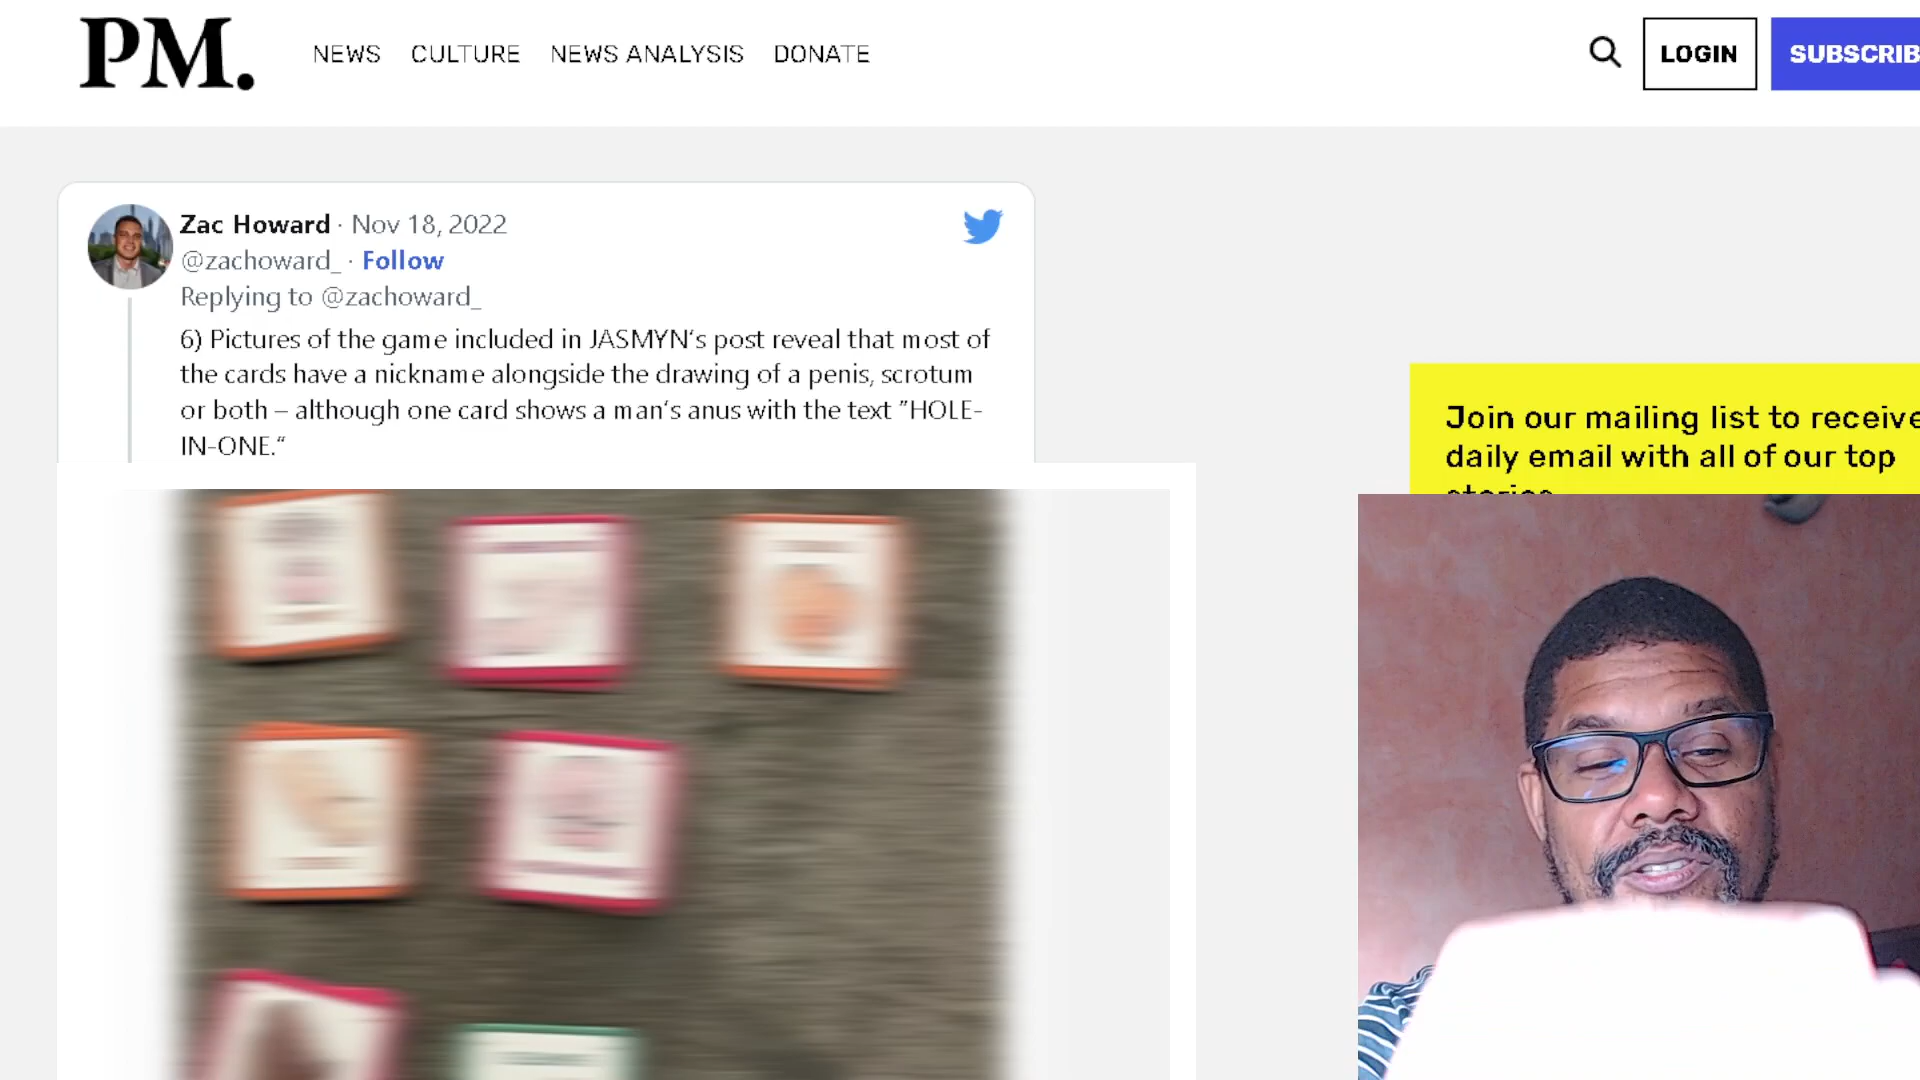 PM.
NEWS
CULTURE
NEWS ANALYSIS
DONATE
LOGIN
SUBSCRIB
Zac Howard · Nov 18, 2022
@zachoward_ · Follow
Replying to @zachoward_
6) Pictures of the game included in JASMYN's post reveal that most of
the cards have a nickname alongside the drawing of a penis, scrotum
or both – although one card shows a man's anus with the text "HOLE-
IN-ONE."
Join our mailing list to receive
daily email with all of our top
stories